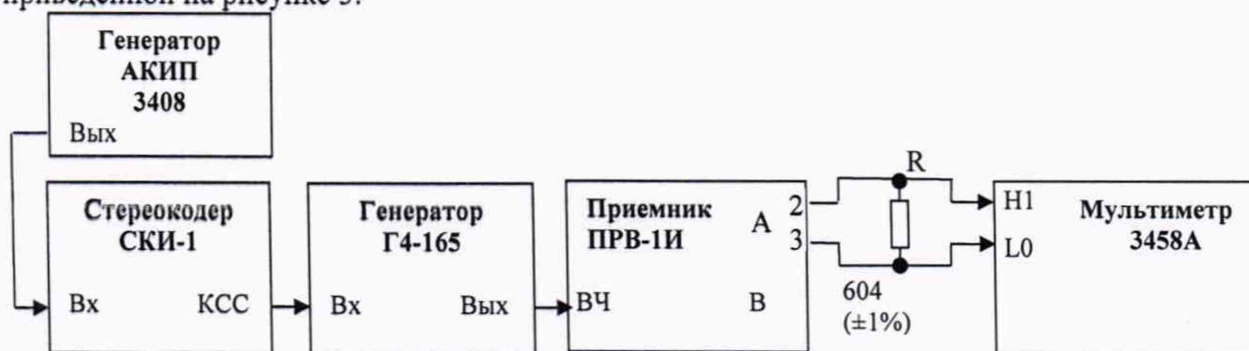 приведенной на рисунке 3.
Генератор
АКИП
3408
Вых
Стереокодер
СКИ-1
Вх КСС
Генератор
Г4-165
Вх Вых
Приемник
ПРВ-1И
А
2
3
ВЧ В
R
604
(±1%)
H1
L0
Мультиметр
3458А